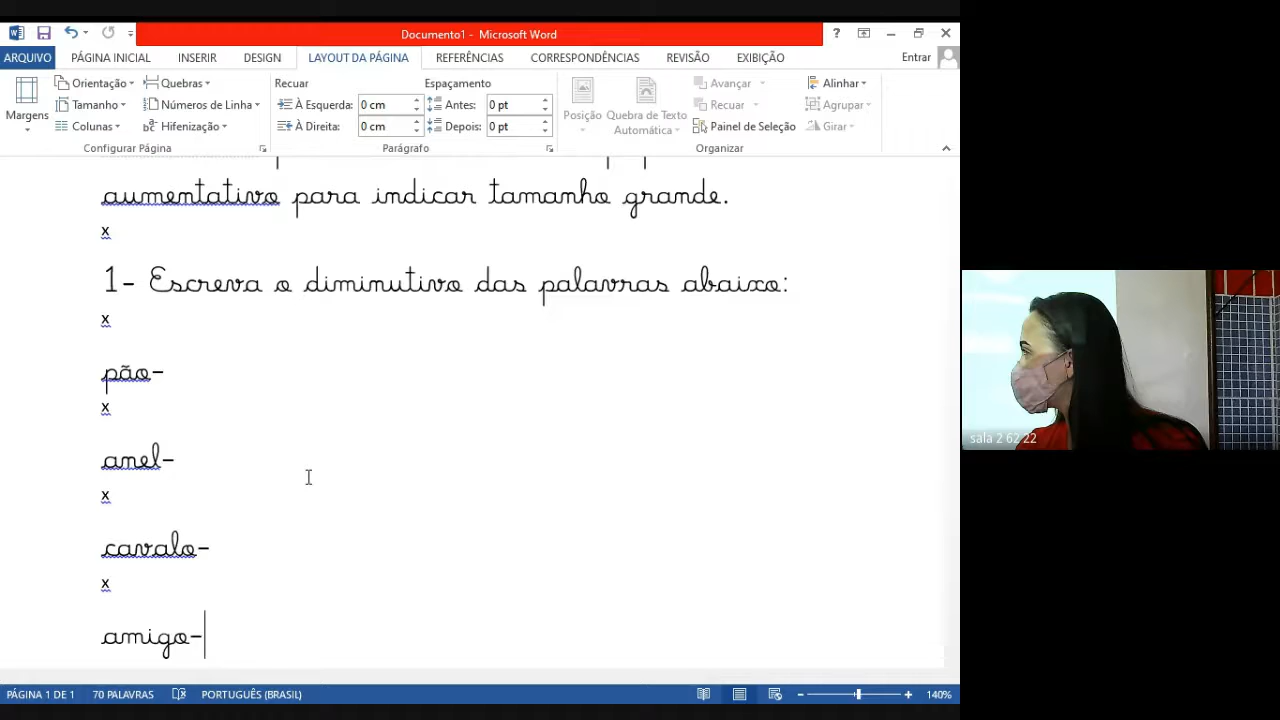 Documento1 - Microsoft Word
?
ARQUIVO PÁGINA INICIAL INSERIR DESIGN LAYOUT DA PÁGINA REFERÊNCIAS CORRESPONDÊNCIAS REVISÃO EXIBIÇÃO Entrar
Orientação Quebras Recuar Espaçamento Avançar Alinhar
Margens Tamanho Números de Linha À Esquerda: 0 cm Antes: 0 pt Posição Quebra de Texto Automática Recuar Agrupar
Colunas Hifenização À Direita: 0 cm Depois: 0 pt Painel de Seleção Girar
Configurar Página Parágrafo Organizar
aumentativo para indicar tamanho grande.
x
1- Escreva o diminutivo das palavras abaixo:
x
pão-
x
anel-
x
cavalo-
x
amigo-
sala 2 62 22
PÁGINA 1 DE 1 70 PALAVRAS PORTUGUÊS (BRASIL) 140%